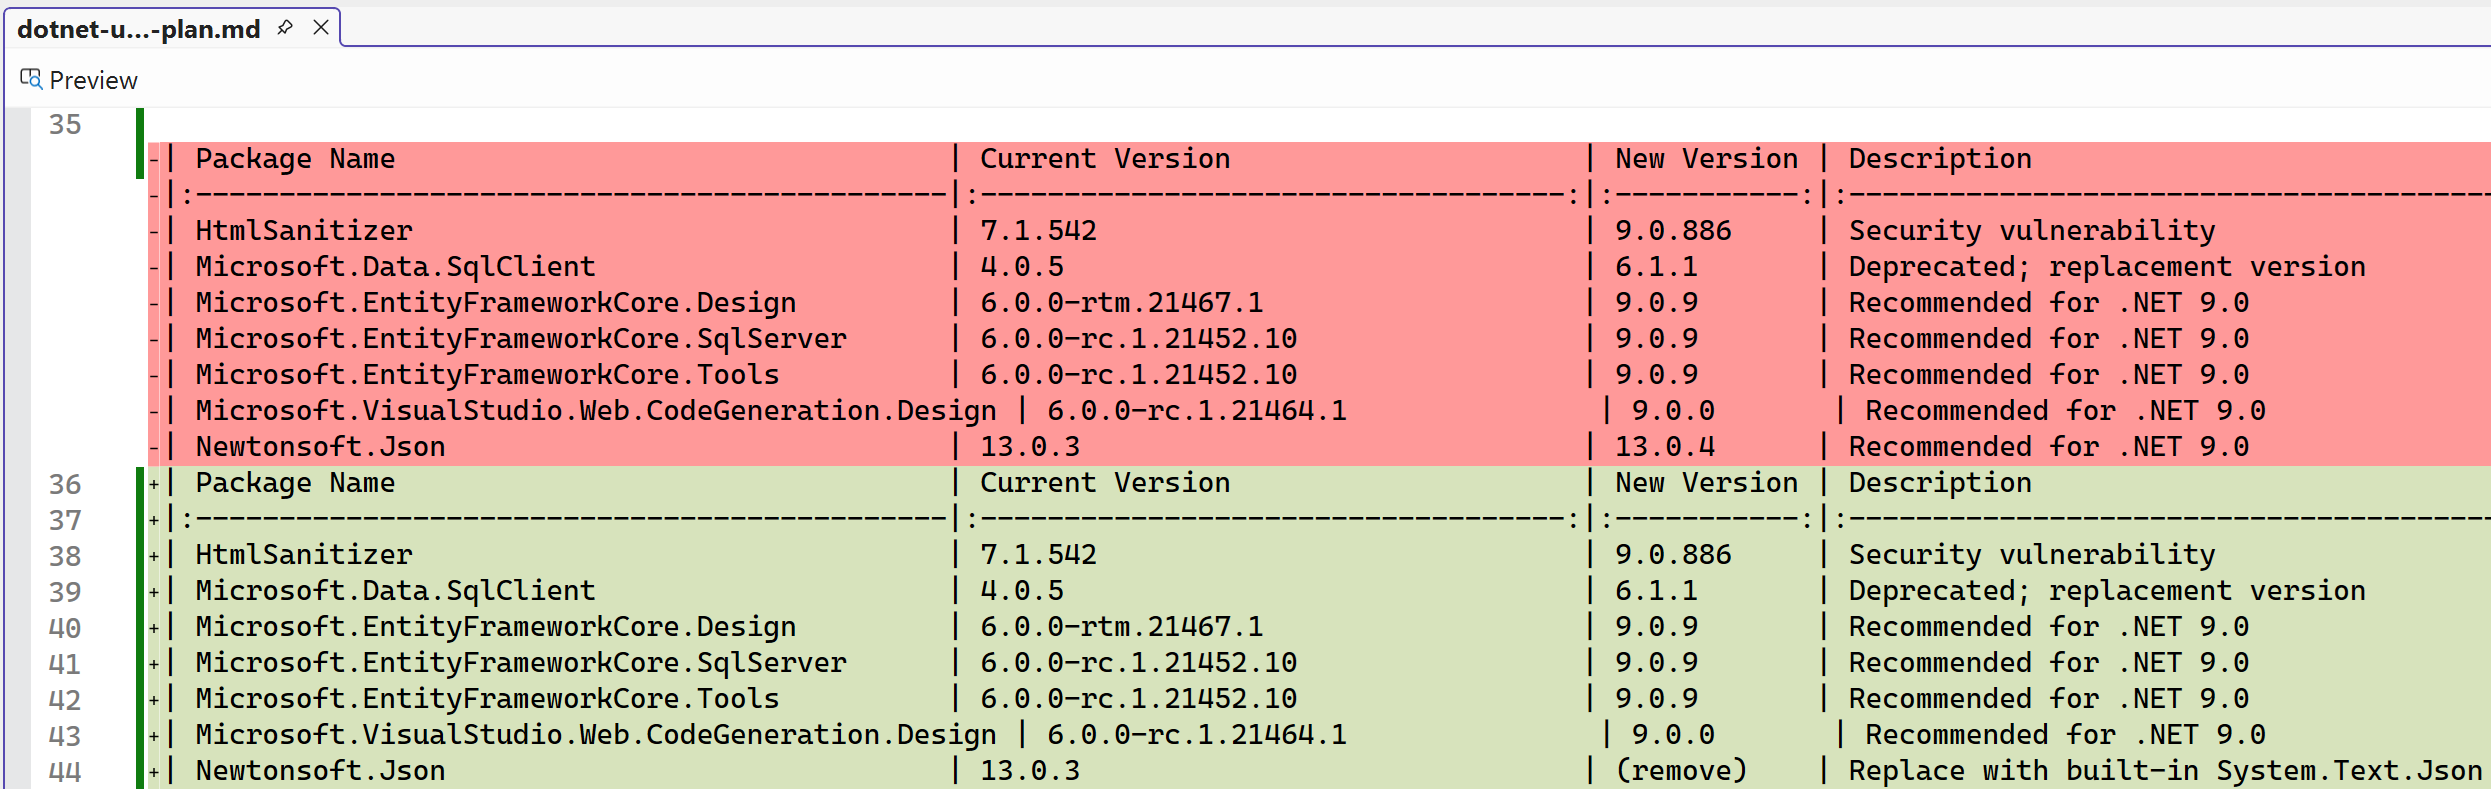 dotnet-u...-plan.md
Preview
35
-| Package Name | Current Version | New Version | Description
-|:---------------------------------------------|:-----------------------------------:|:-----------:|:---------------------------------------
-| HtmlSanitizer | 7.1.542 | 9.0.886 | Security vulnerability
-| Microsoft.Data.SqlClient | 4.0.5 | 6.1.1 | Deprecated; replacement version
-| Microsoft.EntityFrameworkCore.Design | 6.0.0-rtm.21467.1 | 9.0.9 | Recommended for .NET 9.0
-| Microsoft.EntityFrameworkCore.SqlServer | 6.0.0-rc.1.21452.10 | 9.0.9 | Recommended for .NET 9.0
-| Microsoft.EntityFrameworkCore.Tools | 6.0.0-rc.1.21452.10 | 9.0.9 | Recommended for .NET 9.0
-| Microsoft.VisualStudio.Web.CodeGeneration.Design | 6.0.0-rc.1.21464.1 | 9.0.0 | Recommended for .NET 9.0
-| Newtonsoft.Json | 13.0.3 | 13.0.4 | Recommended for .NET 9.0
36 +| Package Name | Current Version | New Version | Description
37 +|:---------------------------------------------|:-----------------------------------:|:-----------:|:---------------------------------------
38 +| HtmlSanitizer | 7.1.542 | 9.0.886 | Security vulnerability
39 +| Microsoft.Data.SqlClient | 4.0.5 | 6.1.1 | Deprecated; replacement version
40 +| Microsoft.EntityFrameworkCore.Design | 6.0.0-rtm.21467.1 | 9.0.9 | Recommended for .NET 9.0
41 +| Microsoft.EntityFrameworkCore.SqlServer | 6.0.0-rc.1.21452.10 | 9.0.9 | Recommended for .NET 9.0
42 +| Microsoft.EntityFrameworkCore.Tools | 6.0.0-rc.1.21452.10 | 9.0.9 | Recommended for .NET 9.0
43 +| Microsoft.VisualStudio.Web.CodeGeneration.Design | 6.0.0-rc.1.21464.1 | 9.0.0 | Recommended for .NET 9.0
44 +| Newtonsoft.Json | 13.0.3 | (remove) | Replace with built-in System.Text.Json